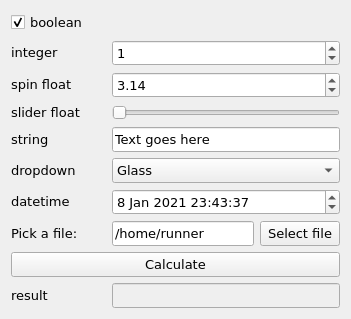 boolean
integer 1
spin float 3.14
slider float
string Text goes here
dropdown Glass
datetime 8 Jan 2021 23:43:37
Pick a file: /home/runner Select file
Calculate
result